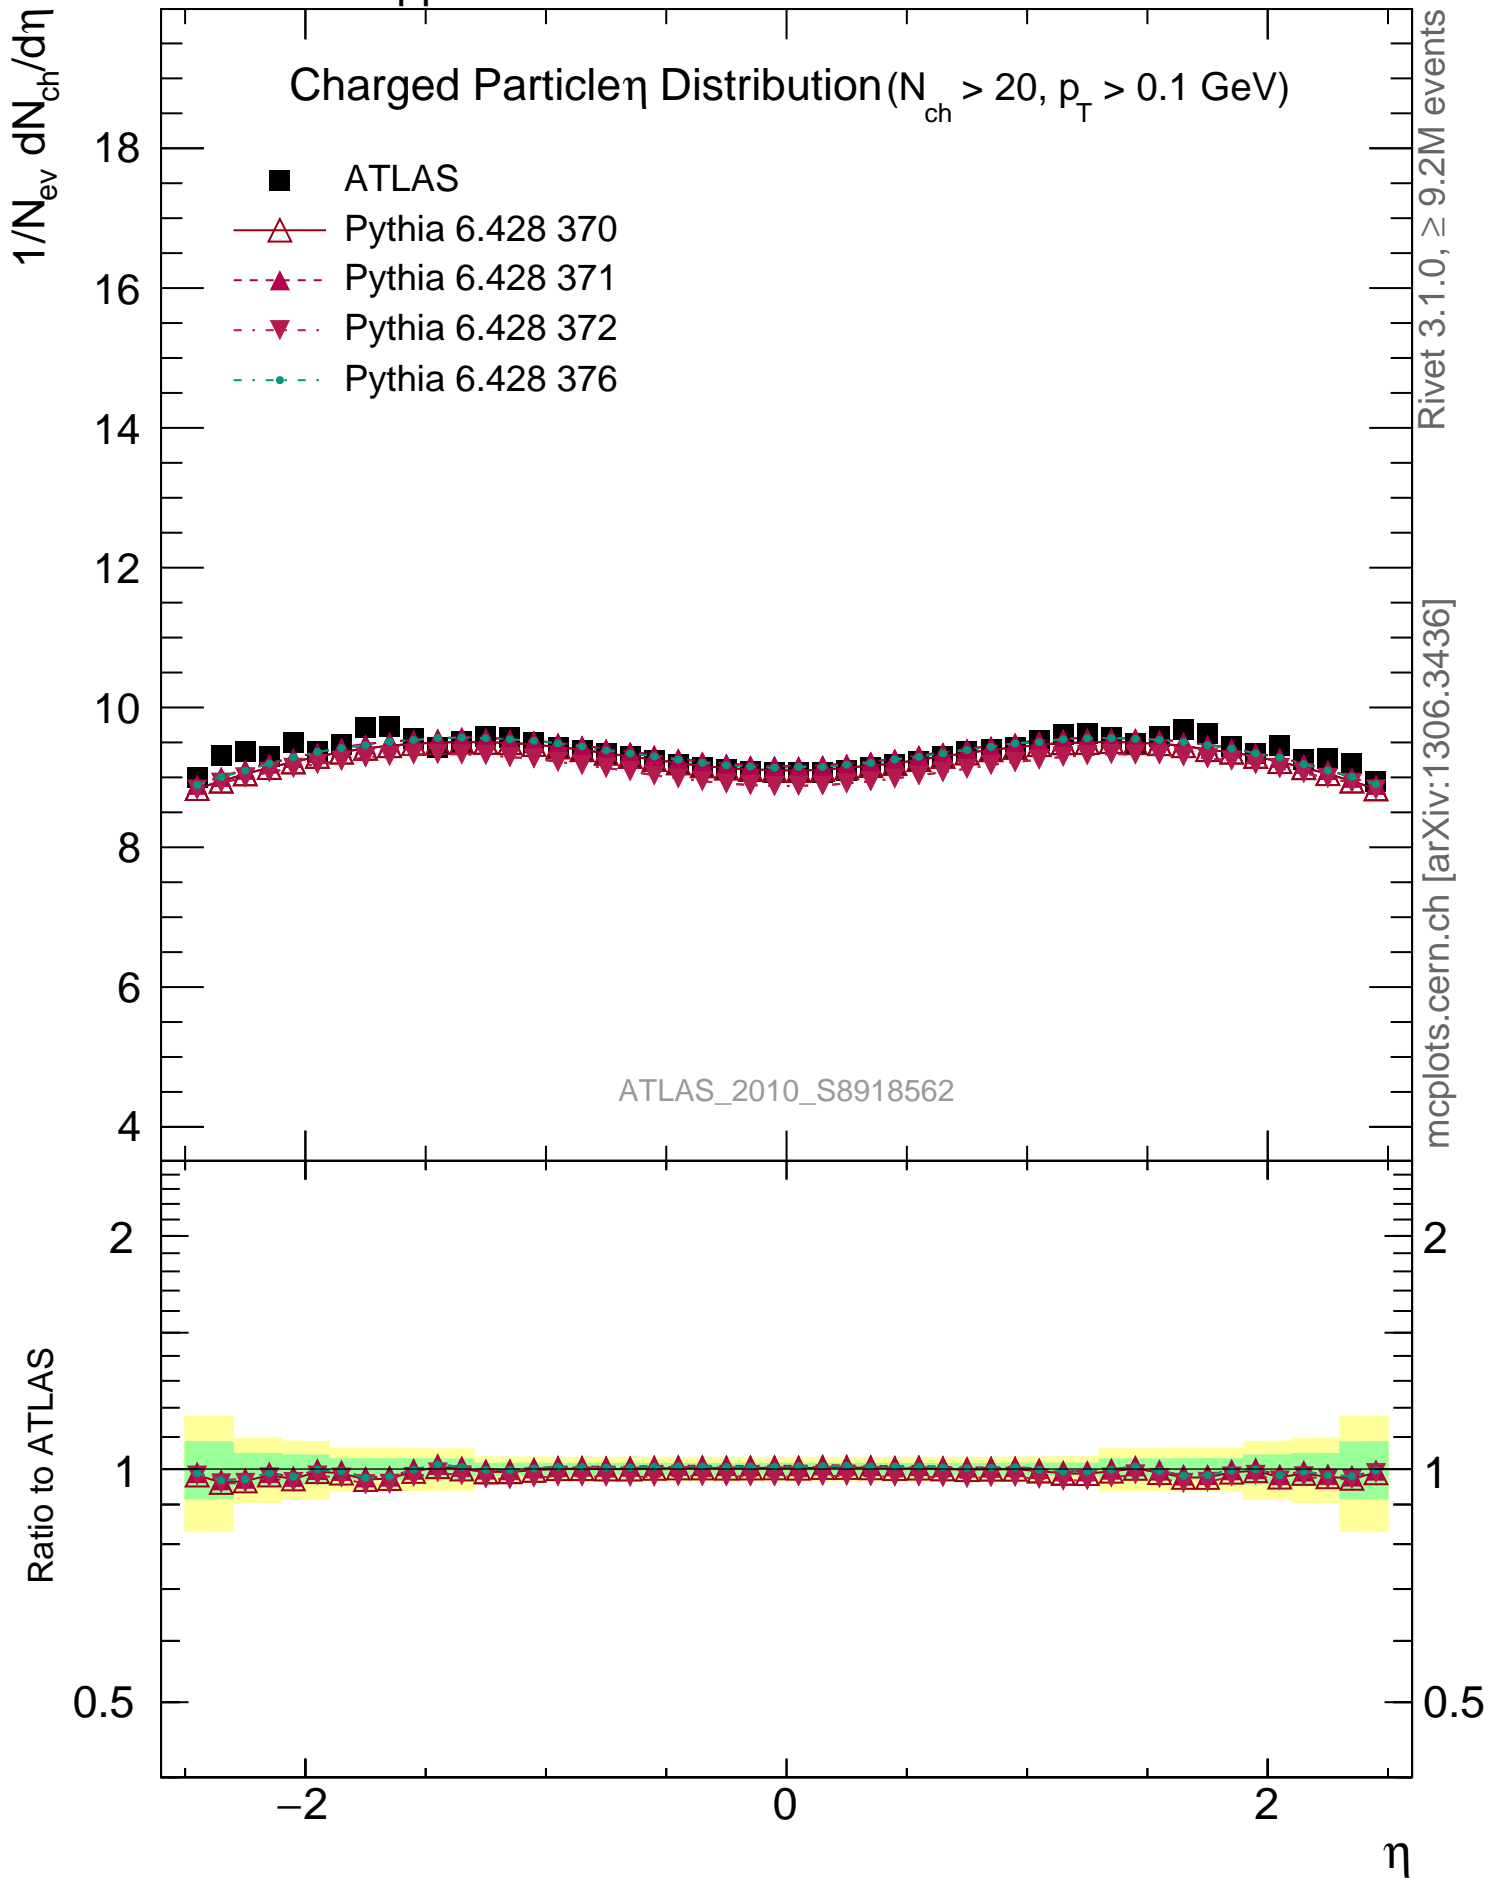 pp
1/N_ev dN_ch/dη
Charged Particleη Distribution (N_ch > 20, p_T > 0.1 GeV)
ATLAS
Pythia 6.428 370
Pythia 6.428 371
Pythia 6.428 372
Pythia 6.428 376
18
16
14
12
10
8
6
4
ATLAS_2010_S8918562
Rivet 3.1.0, ≥ 9.2M events
mcplots.cern.ch [arXiv:1306.3436]
Ratio to ATLAS
2
1
0.5
2
1
0.5
−2
0
2
η